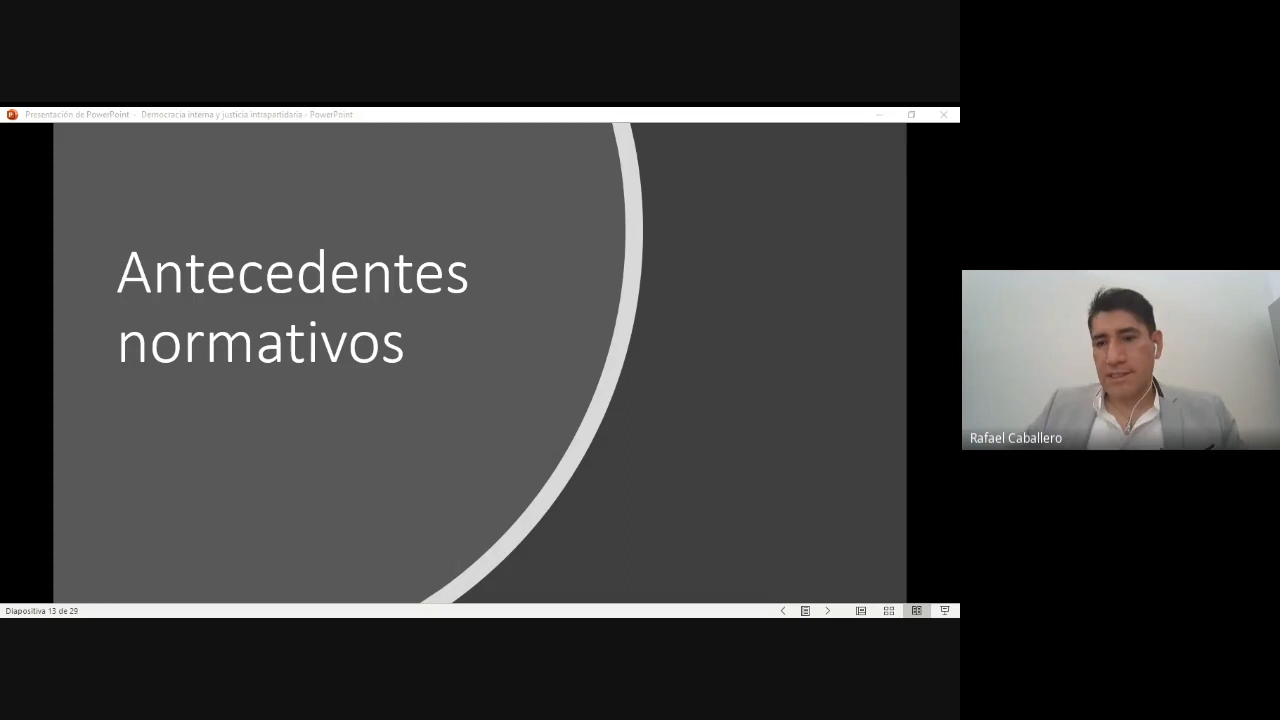 Presentación de PowerPoint - Democracia interna y justicia intrapartidaria - PowerPoint
Antecedentes
normativos
Rafael Caballero
Diapositiva 13 de 29